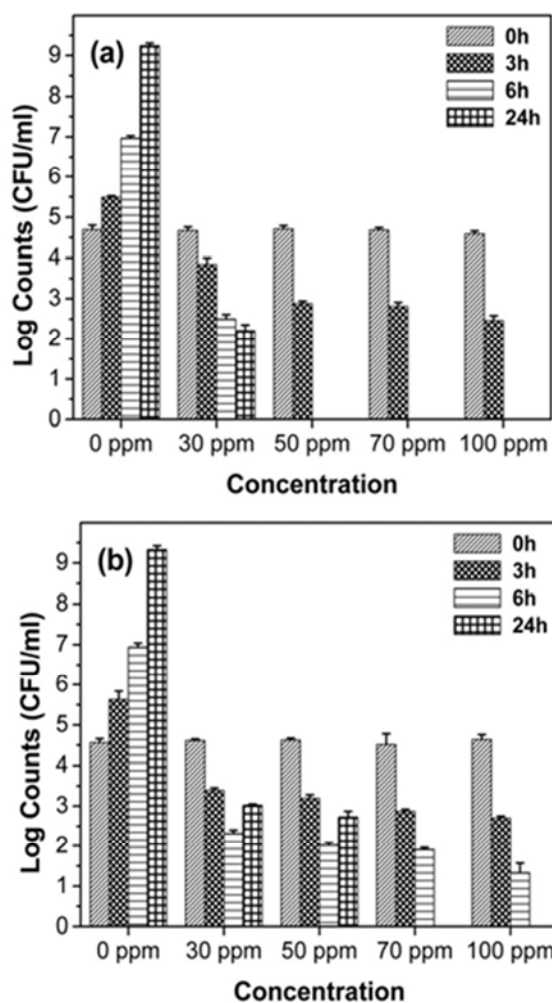 (a)
0h
3h
6h
24h
Log Counts (CFU/ml)
9
8
7
6
5
4
3
2
1
0
0 ppm 30 ppm 50 ppm 70 ppm 100 ppm
Concentration
(b)
0h
3h
6h
24h
Log Counts (CFU/ml)
9
8
7
6
5
4
3
2
1
0
0 ppm 30 ppm 50 ppm 70 ppm 100 ppm
Concentration